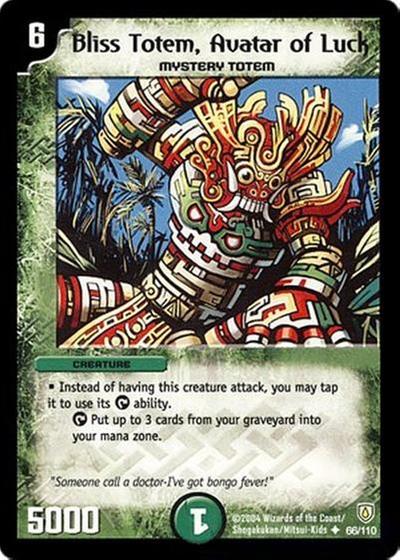 6
Bliss Totem, Avatar of Luck
MYSTERY TOTEM
CREATURE
▪ Instead of having this creature attack, you may tap
it to use its ability.
Put up to 3 cards from your graveyard into
your mana zone.
"Someone call a doctor-I've got bongo fever!"
5000
1
©2004 Wizards of the Coast/
Shogakukan/Mitsui-Kids ♦ 66/110